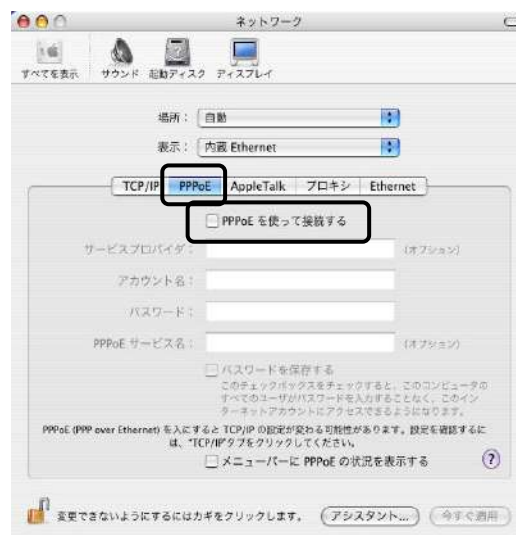 ネットワーク
すべてを表示 サウンド 起動ディスク ディスプレイ
場所： 自動
表示： 内蔵 Ethernet
TCP/IP PPPoE AppleTalk プロキシ Ethernet
PPPoE を使って接続する
サービスプロバイダ： (オプション)
アカウント名：
パスワード：
PPPoE サービス名： (オプション)
パスワードを保存する
このチェックボックスをチェックすると、このコンピュータの
すべてのユーザがパスワードを入力することなく、このイン
ターネットアカウントにアクセスできるようになります。
PPPoE (PPP over Ethernet) を入にすると TCP/IP の設定が変わる可能性があります。設定を確認するに
は、"TCP/IP"タブをクリックしてください。
メニューバーに PPPoE の状況を表示する ?
変更できないようにするにはカギをクリックします。 アシスタント... 今すぐ適用